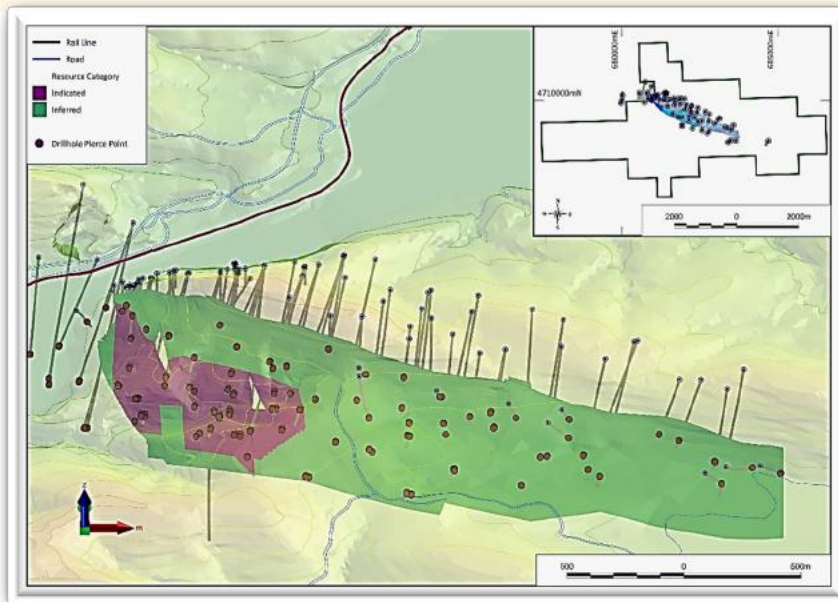 Rail Line
Road
Resource Category
Indicated
Inferred
Drillhole Pierce Point
680000mE
685000mE
4710000mN
N
2000 0 2000m
Z
500 0 500m